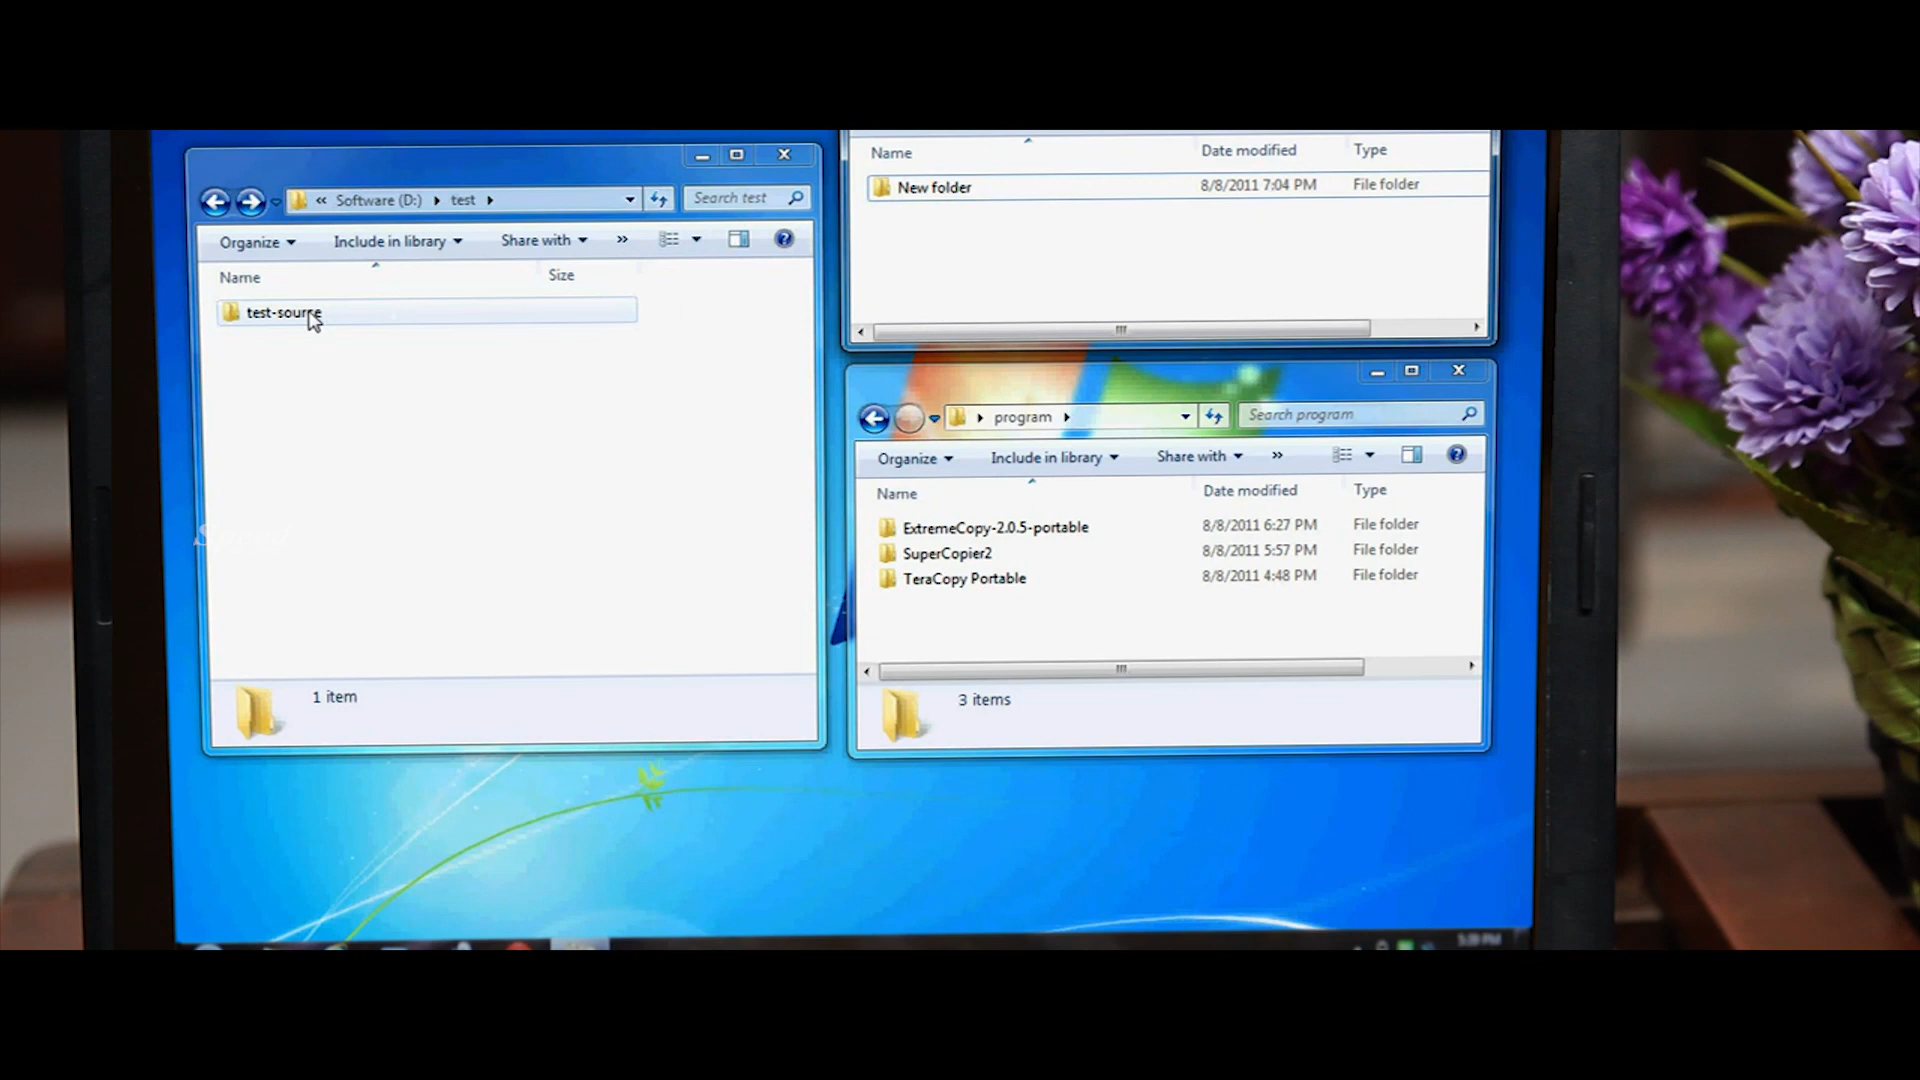 « Software (D:) test
Search test
Organize Include in library Share with »
Name Size
test-source
1 item
Name Date modified Type
New folder 8/8/2011 7:04 PM File folder
program
Search program
Organize Include in library Share with »
Name Date modified Type
ExtremeCopy-2.0.5-portable 8/8/2011 6:27 PM File folder
SuperCopier2 8/8/2011 5:57 PM File folder
TeraCopy Portable 8/8/2011 4:48 PM File folder
3 items